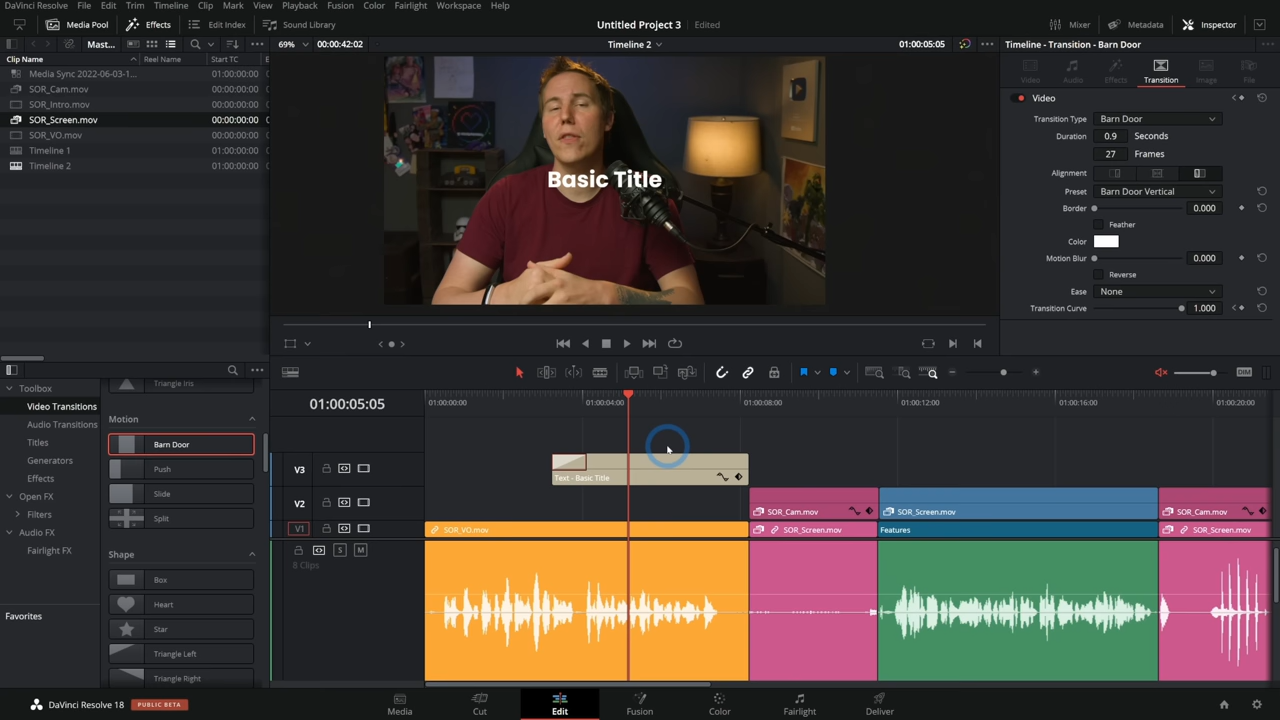 DaVinci Resolve File Edit Trim Timeline Clip Mark View Playback Fusion Color Fairlight Workspace Help
Media Pool Effects Edit Index Sound Library Untitled Project 3 Edited Mixer Metadata Inspector
Mast... 69% 00:00:42:02 Timeline 2 01:00:05:05 Timeline - Transition - Barn Door
Clip Name Reel Name Start TC
Video Audio Effects Transition Image File
Media Sync 2022-06-03-1... 01:00:00:00
SOR_Cam.mov 00:00:00:00
SOR_Intro.mov 00:00:00:00
SOR_Screen.mov 00:00:00:00
SOR_VO.mov 00:00:00:00
Timeline 1 01:00:00:00
Timeline 2 01:00:00:00
Basic Title
Video
Transition Type Barn Door
Duration 0.9 Seconds
27 Frames
Alignment
Preset Barn Door Vertical
Border 0.000
Feather
Color
Motion Blur 0.000
Reverse
Ease None
Transition Curve 1.000
Toolbox
Video Transitions
Audio Transitions
Titles
Generators
Effects
Open FX
Filters
Audio FX
Fairlight FX
Favorites
Triangle Iris
Motion
Barn Door
Push
Slide
Split
Shape
Box
Heart
Star
Triangle Left
Triangle Right
DIM
01:00:05:05 01:00:00:00 01:00:04:00 01:00:08:00 01:00:12:00 01:00:16:00 01:00:20:00
V3 Text - Basic Title
V2 SOR_Cam.mov SOR_Screen.mov SOR_Cam.mov
V1 SOR_VO.mov SOR_Screen.mov Features SOR_Screen.mov
S M
8 Clips
DaVinci Resolve 18 PUBLIC BETA Media Cut Edit Fusion Color Fairlight Deliver